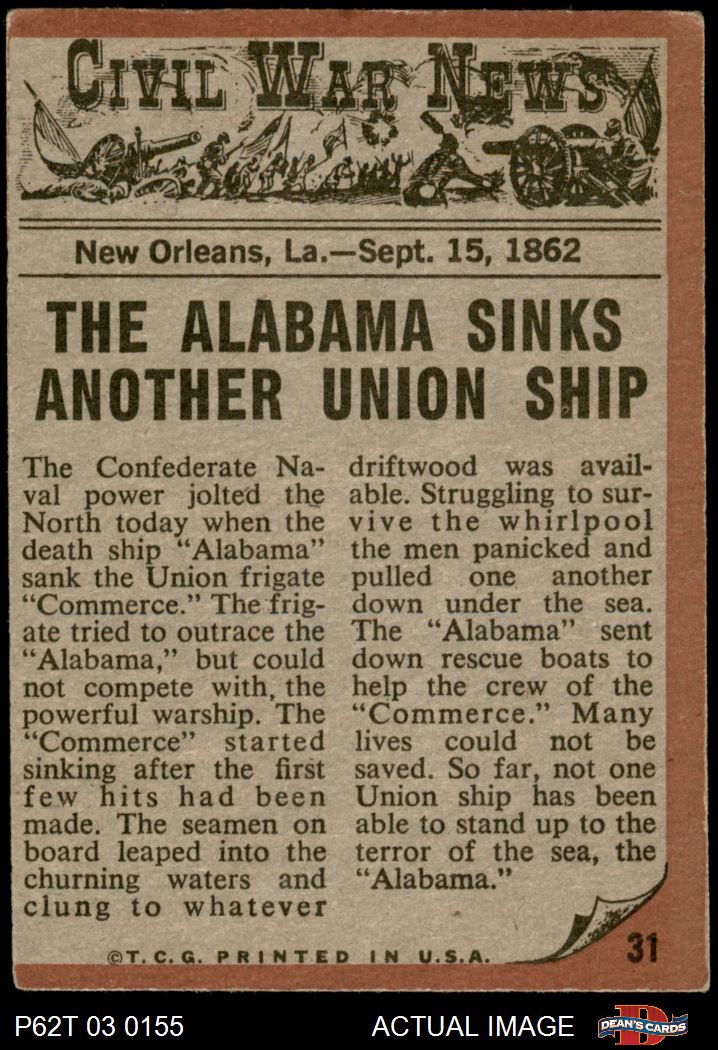 CIVIL WAR NEWS
New Orleans, La.—Sept. 15, 1862
THE ALABAMA SINKS
ANOTHER UNION SHIP
The Confederate Na-
val power jolted the
North today when the
death ship “Alabama”
sank the Union frigate
“Commerce.” The frig-
ate tried to outrace the
“Alabama,” but could
not compete with, the
powerful warship. The
“Commerce” started
sinking after the first
few hits had been
made. The seamen on
board leaped into the
churning waters and
clung to whatever
driftwood was avail-
able. Struggling to sur-
vive the whirlpool
the men panicked and
pulled one another
down under the sea.
The “Alabama” sent
down rescue boats to
help the crew of the
“Commerce.” Many
lives could not be
saved. So far, not one
Union ship has been
able to stand up to the
terror of the sea, the
“Alabama.”
©T.C.G. PRINTED IN U.S.A.
31
P62T 03 0155
ACTUAL IMAGE
D
DEAN'S CARDS